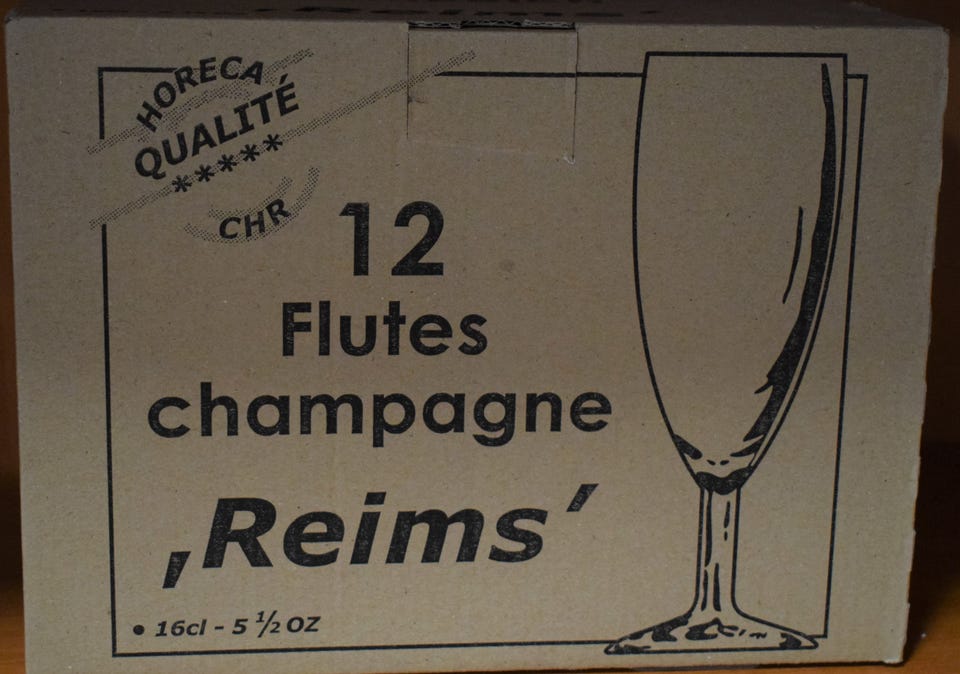 HORECA
QUALITÉ
*****
CHR
12
Flutes
champagne
‚Reims’
• 16cl - 5 ½ OZ